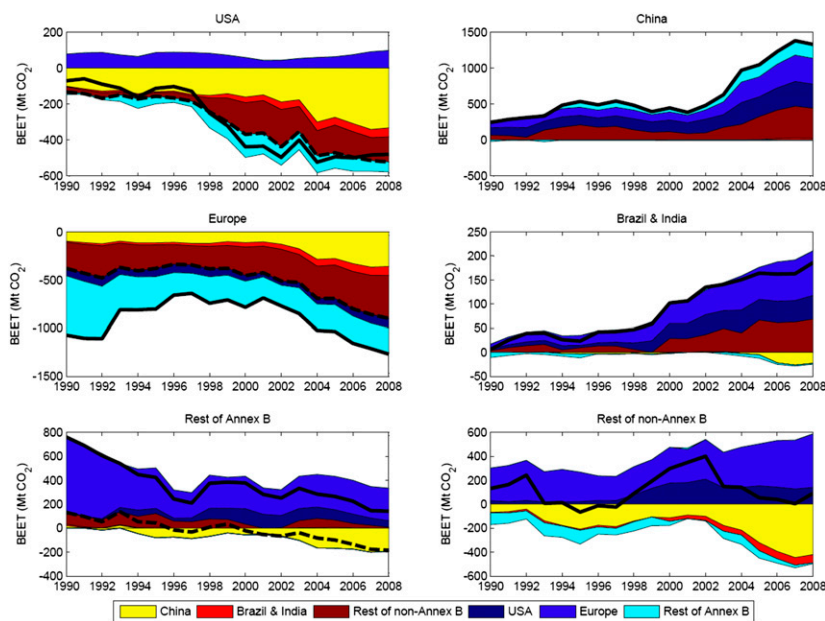 USA
BEET (Mt CO2)
200
0
-200
-400
-600
1990 1992 1994 1996 1998 2000 2002 2004 2006 2008
China
BEET (Mt CO2)
1500
1000
500
0
1990 1992 1994 1996 1998 2000 2002 2004 2006 2008
Europe
BEET (Mt CO2)
0
-500
-1000
-1500
1990 1992 1994 1996 1998 2000 2002 2004 2006 2008
Brazil & India
BEET (Mt CO2)
250
200
150
100
50
0
-50
1990 1992 1994 1996 1998 2000 2002 2004 2006 2008
Rest of Annex B
BEET (Mt CO2)
800
600
400
200
0
-200
-400
1990 1992 1994 1996 1998 2000 2002 2004 2006 2008
Rest of non-Annex B
BEET (Mt CO2)
600
400
200
0
-200
-400
-600
1990 1992 1994 1996 1998 2000 2002 2004 2006 2008
China Brazil & India Rest of non-Annex B USA Europe Rest of Annex B